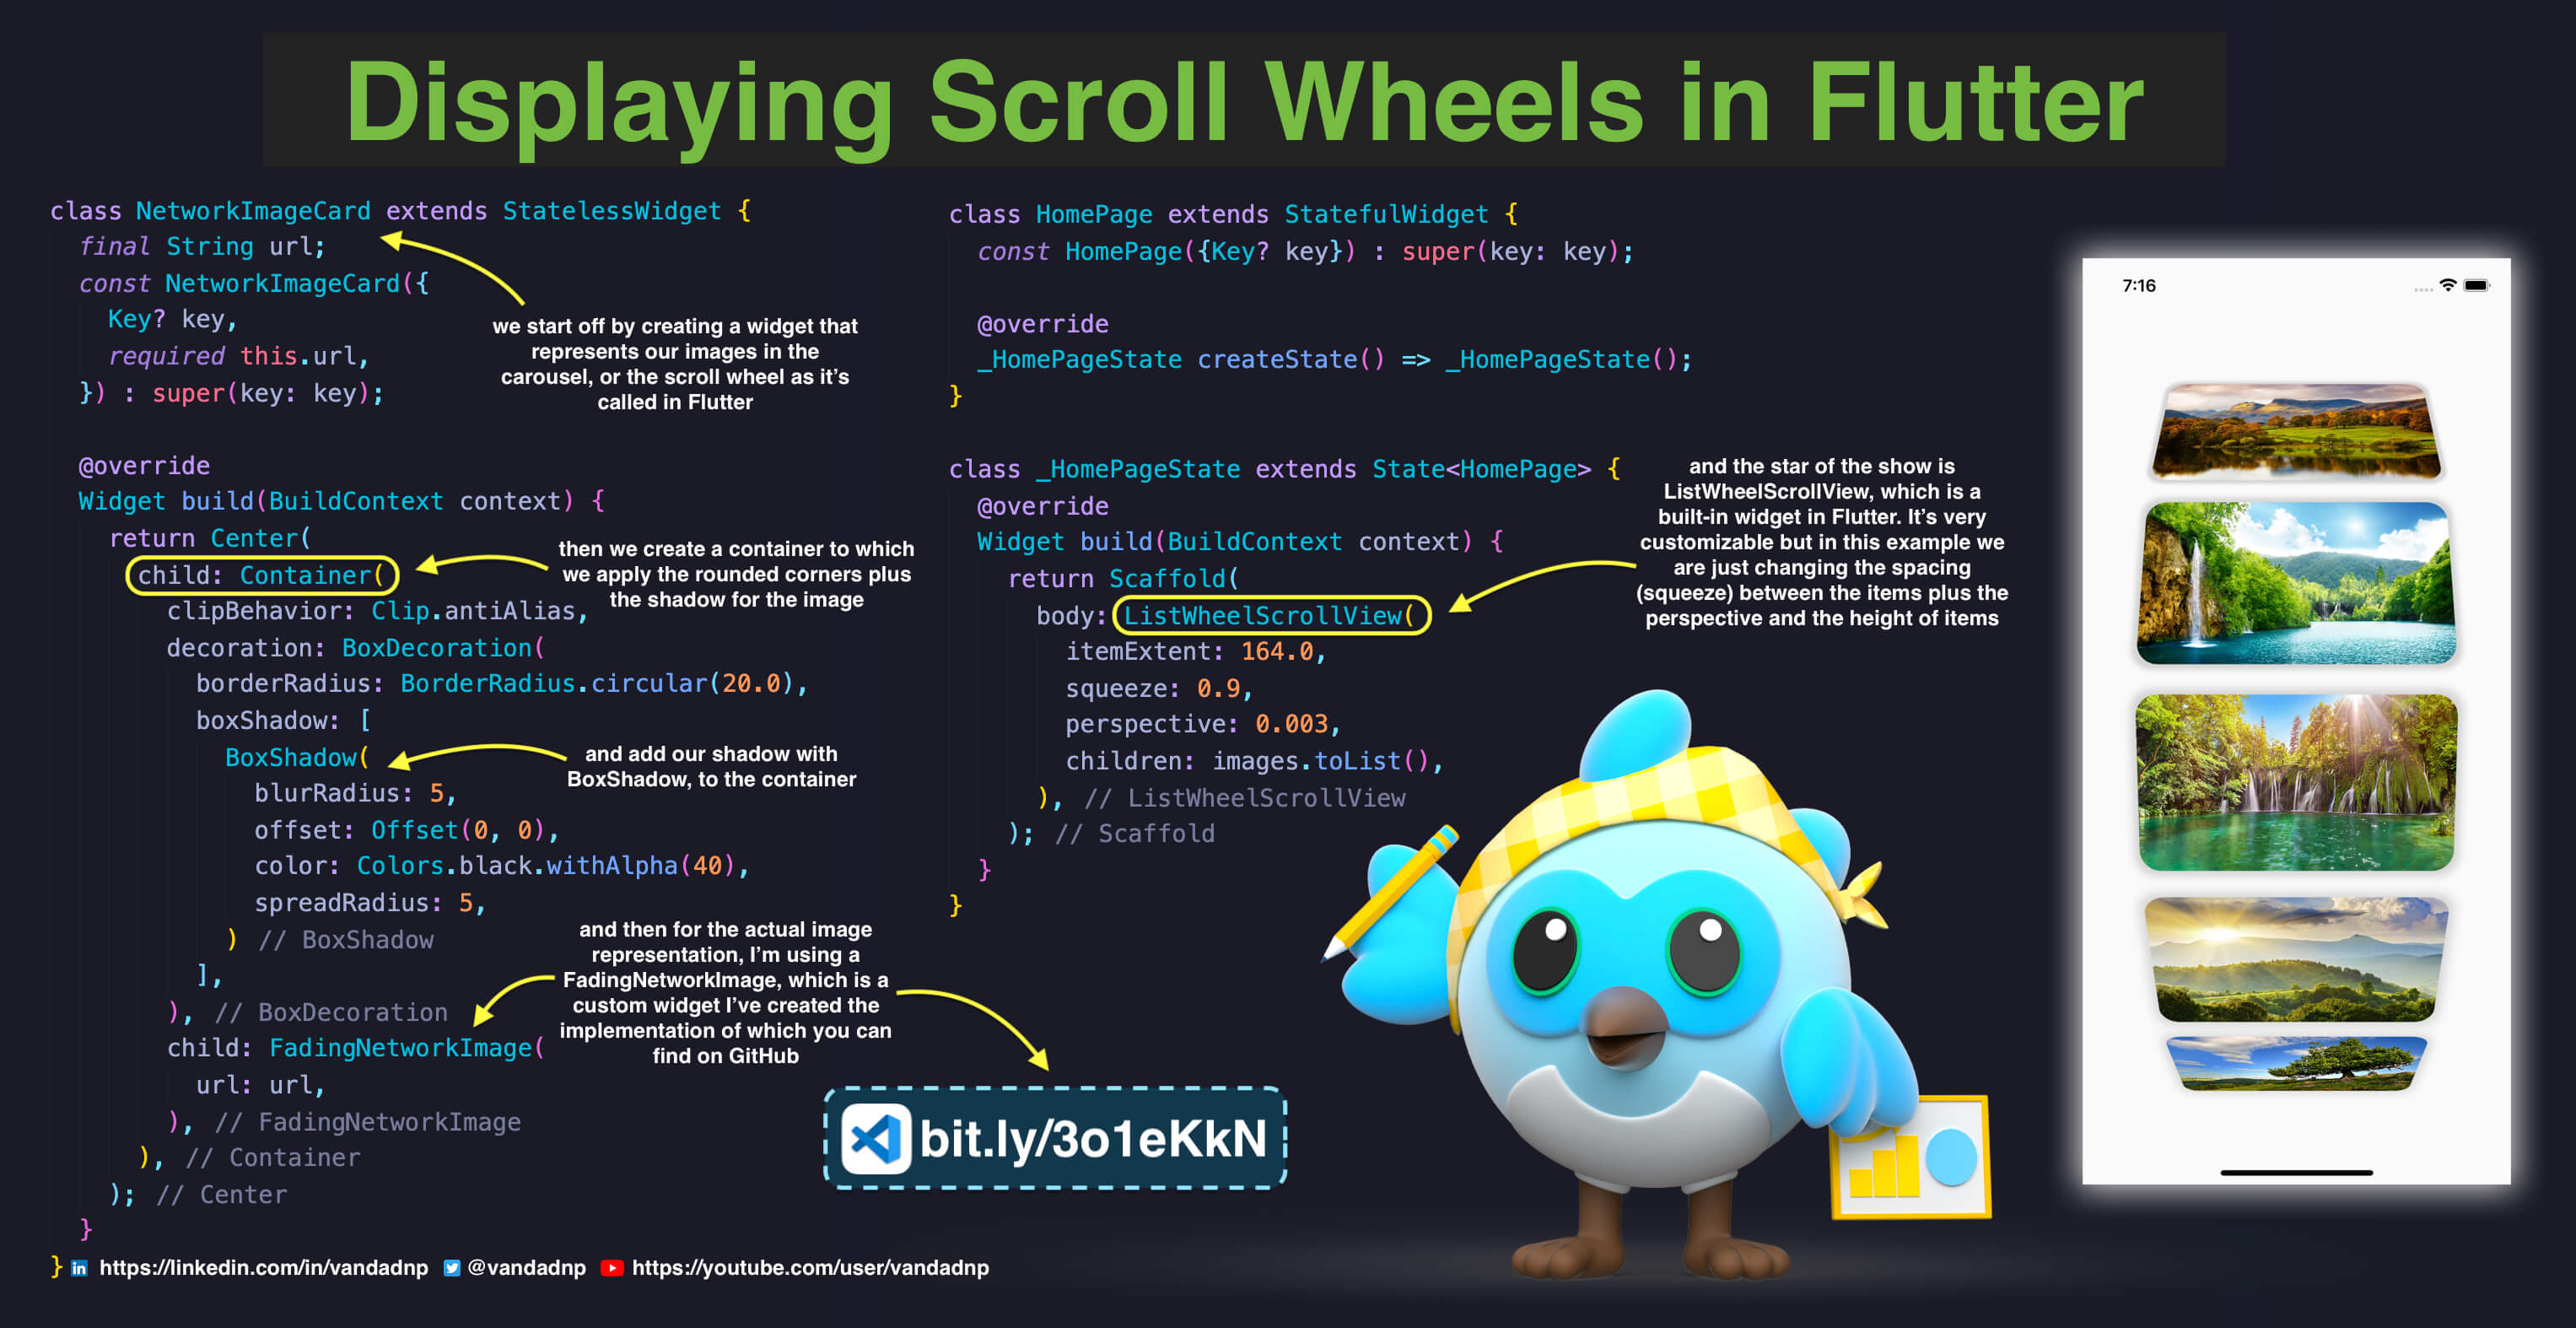 Displaying Scroll Wheels in Flutter
class NetworkImageCard extends StatelessWidget {
final String url;
const NetworkImageCard({
Key? key,
required this.url,
}) : super(key: key);
@override
Widget build(BuildContext context) {
return Center(
child: Container(
clipBehavior: Clip.antiAlias,
decoration: BoxDecoration(
borderRadius: BorderRadius.circular(20.0),
boxShadow: [
BoxShadow(
blurRadius: 5,
offset: Offset(0, 0),
color: Colors.black.withAlpha(40),
spreadRadius: 5,
) // BoxShadow
],
), // BoxDecoration
child: FadingNetworkImage(
url: url,
), // FadingNetworkImage
), // Container
); // Center
}
}
we start off by creating a widget that
represents our images in the
carousel, or the scroll wheel as it's
called in Flutter
then we create a container to which
we apply the rounded corners plus
the shadow for the image
and add our shadow with
BoxShadow, to the container
and then for the actual image
representation, I'm using a
FadingNetworkImage, which is a
custom widget I've created the
implementation of which you can
find on GitHub
bit.ly/3o1eKkN
class HomePage extends StatefulWidget {
const HomePage({Key? key}) : super(key: key);
@override
_HomePageState createState() => _HomePageState();
}
class _HomePageState extends State<HomePage> {
@override
Widget build(BuildContext context) {
return Scaffold(
body: ListWheelScrollView(
itemExtent: 164.0,
squeeze: 0.9,
perspective: 0.003,
children: images.toList(),
), // ListWheelScrollView
); // Scaffold
}
}
and the star of the show is
ListWheelScrollView, which is a
built-in widget in Flutter. It's very
customizable but in this example we
are just changing the spacing
(squeeze) between the items plus the
perspective and the height of items
7:16
in https://linkedin.com/in/vandadnp @vandadnp https://youtube.com/user/vandadnp